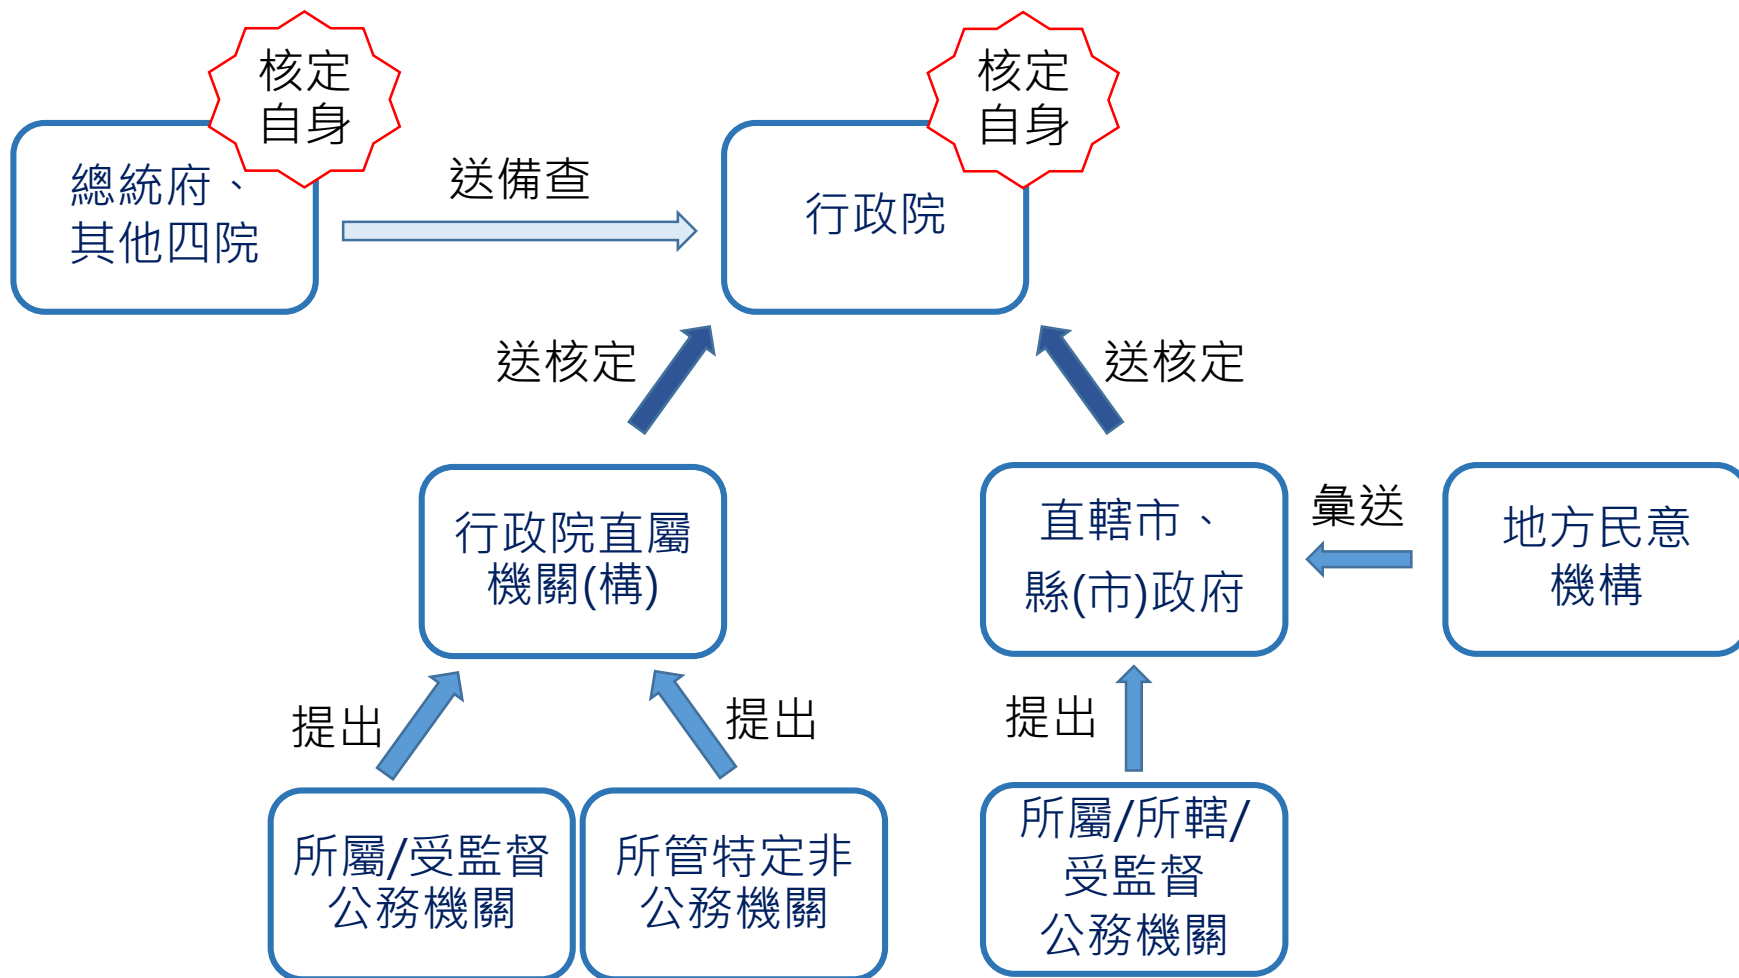 核定
自身
核定
自身
總統府、
其他四院
送備查
行政院
送核定
送核定
行政院直屬
機關(構)
直轄市、
縣(市)政府
彙送
地方民意
機構
提出
提出
提出
所屬/受監督
公務機關
所管特定非
公務機關
所屬/所轄/
受監督
公務機關